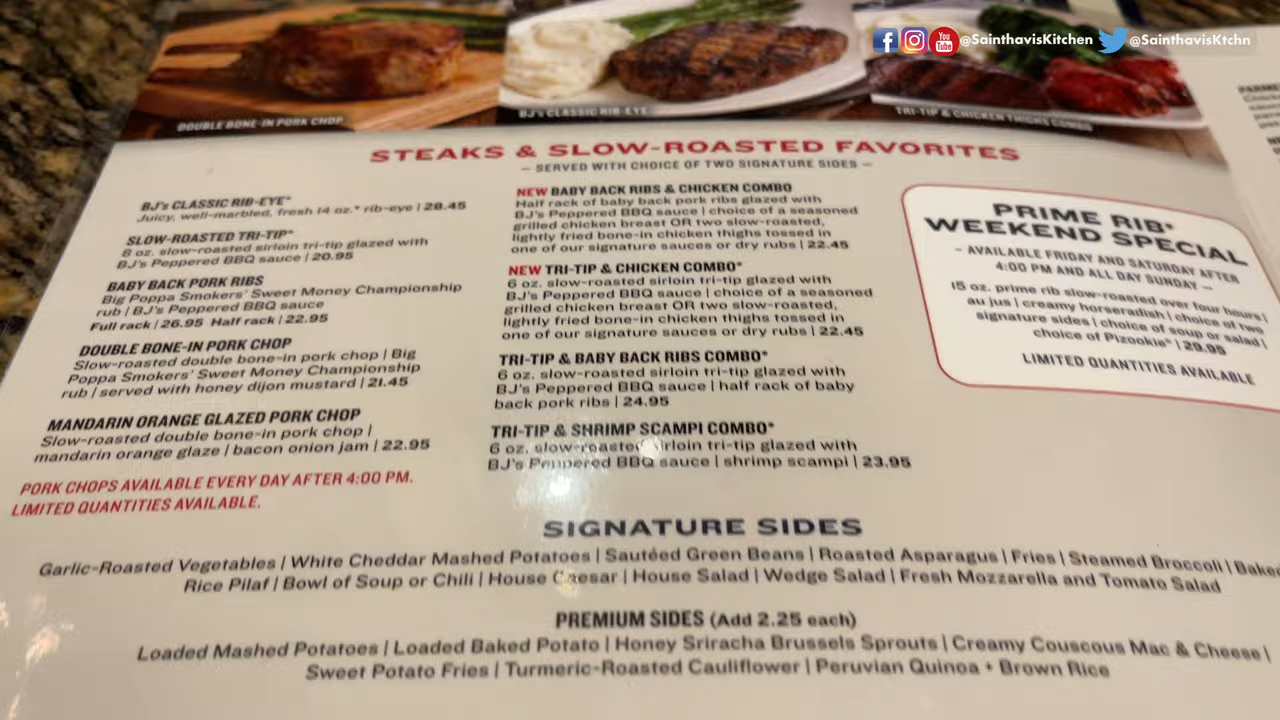 @SainthavisKitchen @SainthavisKtchn
You
Tube
DOUBLE BONE-IN PORK CHOP
BJ's CLASSIC RIB-EYE
TRI-TIP & CHICKEN THIGHS COMBO
STEAKS & SLOW-ROASTED FAVORITES
— SERVED WITH CHOICE OF TWO SIGNATURE SIDES —
BJ's CLASSIC RIB-EYE*
Juicy, well-marbled, fresh 14 oz.* rib-eye | 28.45
SLOW-ROASTED TRI-TIP*
8 oz. slow-roasted sirloin tri-tip glazed with
BJ's Peppered BBQ sauce | 20.95
BABY BACK PORK RIBS
Big Poppa Smokers' Sweet Money Championship
rub | BJ's Peppered BBQ sauce
Full rack | 26.95 Half rack | 22.95
DOUBLE BONE-IN PORK CHOP
Slow-roasted double bone-in pork chop | Big
Poppa Smokers' Sweet Money Championship
rub | served with honey dijon mustard | 21.45
MANDARIN ORANGE GLAZED PORK CHOP
Slow-roasted double bone-in pork chop |
mandarin orange glaze | bacon onion jam | 22.95
PORK CHOPS AVAILABLE EVERY DAY AFTER 4:00 PM.
LIMITED QUANTITIES AVAILABLE.
NEW BABY BACK RIBS & CHICKEN COMBO
Half rack of baby back pork ribs glazed with
BJ's Peppered BBQ sauce | choice of a seasoned
grilled chicken breast OR two slow-roasted,
lightly fried bone-in chicken thighs tossed in
one of our signature sauces or dry rubs | 22.45
NEW TRI-TIP & CHICKEN COMBO*
6 oz. slow-roasted sirloin tri-tip glazed with
BJ's Peppered BBQ sauce | choice of a seasoned
grilled chicken breast OR two slow-roasted,
lightly fried bone-in chicken thighs tossed in
one of our signature sauces or dry rubs | 22.45
TRI-TIP & BABY BACK RIBS COMBO*
6 oz. slow-roasted sirloin tri-tip glazed with
BJ's Peppered BBQ sauce | half rack of baby
back pork ribs | 24.95
TRI-TIP & SHRIMP SCAMPI COMBO*
6 oz. slow-roasted sirloin tri-tip glazed with
BJ's Peppered BBQ sauce | shrimp scampi | 23.95
PRIME RIB*
WEEKEND SPECIAL
— AVAILABLE FRIDAY AND SATURDAY AFTER
4:00 PM AND ALL DAY SUNDAY —
15 oz. prime rib slow-roasted over four hours |
au jus | creamy horseradish | choice of two
signature sides | choice of soup or salad |
choice of Pizookie® | 29.95
LIMITED QUANTITIES AVAILABLE
SIGNATURE SIDES
Garlic-Roasted Vegetables | White Cheddar Mashed Potatoes | Sautéed Green Beans | Roasted Asparagus | Fries | Steamed Broccoli | Baked
Rice Pilaf | Bowl of Soup or Chili | House Caesar | House Salad | Wedge Salad | Fresh Mozzarella and Tomato Salad
PREMIUM SIDES (Add 2.25 each)
Loaded Mashed Potatoes | Loaded Baked Potato | Honey Sriracha Brussels Sprouts | Creamy Couscous Mac & Cheese |
Sweet Potato Fries | Turmeric-Roasted Cauliflower | Peruvian Quinoa + Brown Rice